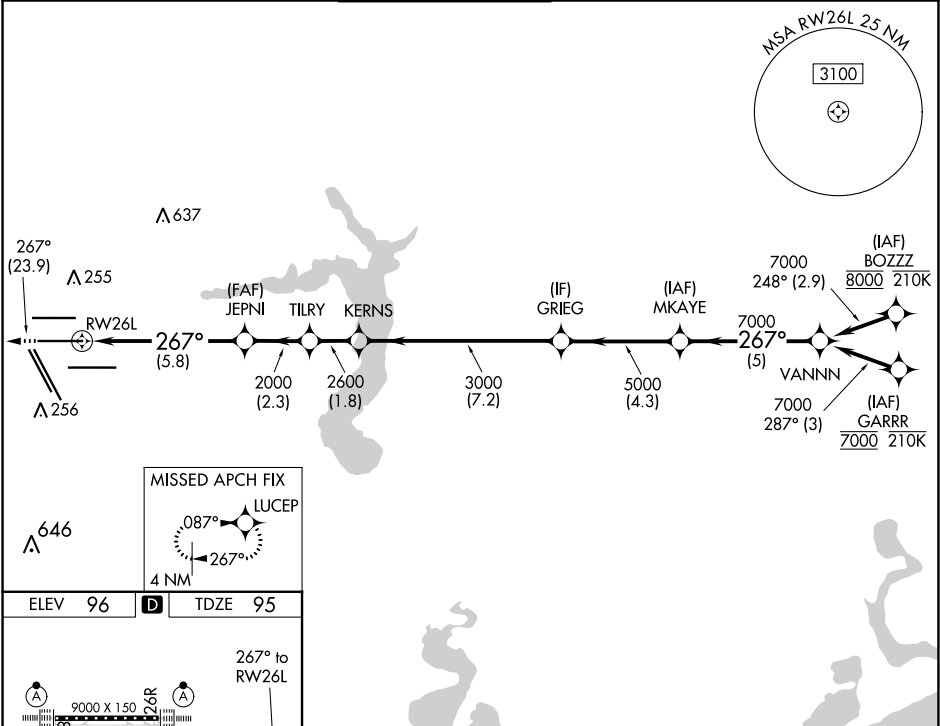 MSA RW26L 25 NM
3100
637
267°
(23.9)
255
RW26L
267°
(5.8)
(FAF)
JEPNI
TILRY
KERNS
(IF)
GRIEG
(IAF)
MKAYE
7000
267°
(5)
VANNN
7000
248° (2.9)
(IAF)
BOZZZ
8000 210K
2000
(2.3)
2600
(1.8)
3000
(7.2)
5000
(4.3)
7000
287° (3)
(IAF)
GARRR
7000 210K
256
646
MISSED APCH FIX
LUCEP
087°
267°
4 NM
ELEV 96 D TDZE 95
267° to
RW26L
A
9000 X 150
26R
A